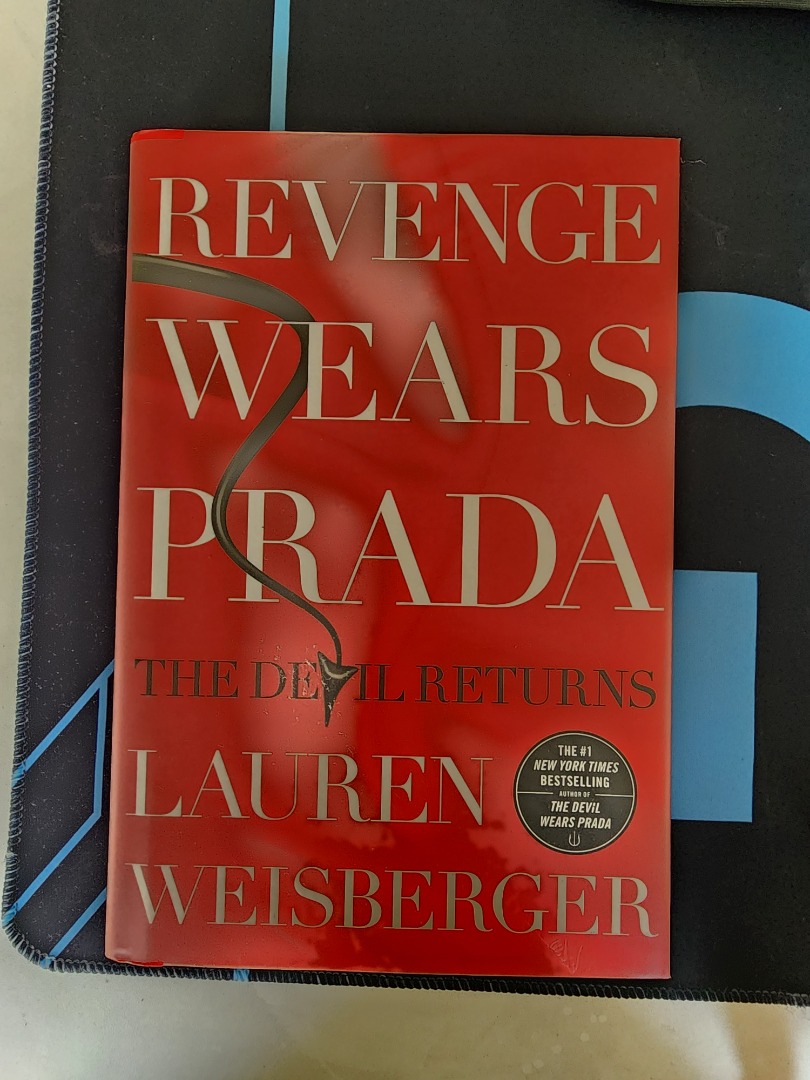 REVENGE
WEARS
PRADA
THE DEVIL RETURNS
LAUREN
WEISBERGER
THE #1
NEW YORK TIMES
BESTSELLING
AUTHOR OF
THE DEVIL
WEARS PRADA